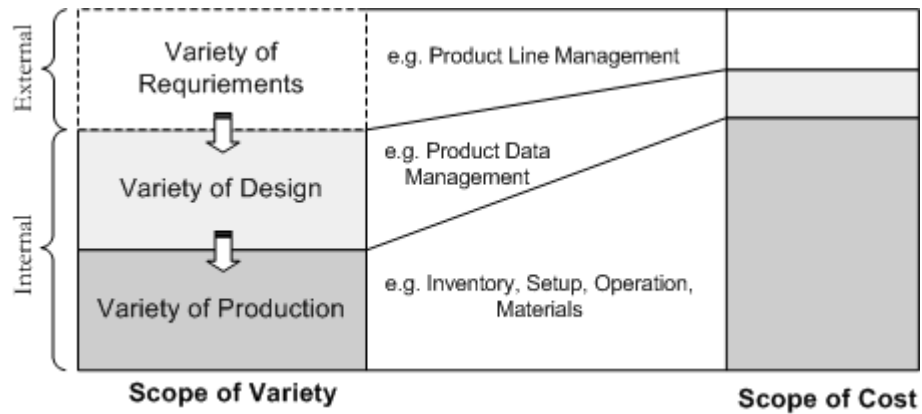 External
Variety of
Requriements
e.g. Product Line Management
Internal
Variety of Design
e.g. Product Data
Management
Variety of Production
e.g. Inventory, Setup, Operation,
Materials
Scope of Variety
Scope of Cost